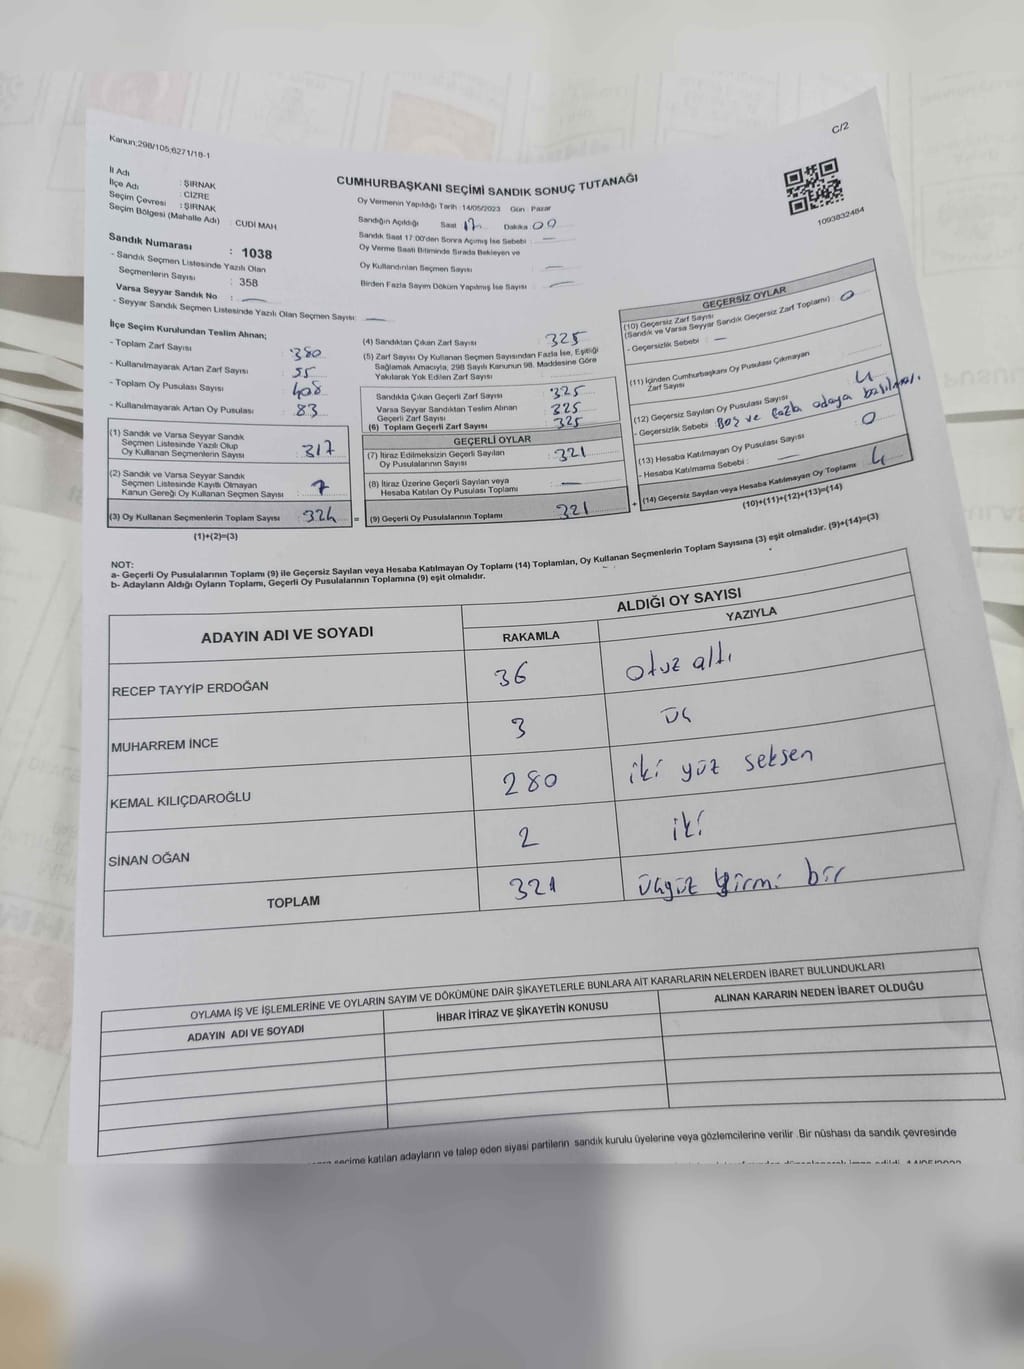 Kanun;298/105;6271/18-1
C/2
İl Adı : ŞIRNAK
İlçe Adı : CİZRE
Seçim Çevresi : ŞIRNAK
Seçim Bölgesi (Mahalle Adı) : CUDİ MAH
CUMHURBAŞKANI SEÇİMİ SANDIK SONUÇ TUTANAĞI
Oy Vermenin Yapıldığı Tarih :14/05/2023 Gün : Pazar
Sandığın Açıldığı Saat 17 Dakika 09
Sandık Saat 17:00'den Sonra Açımış İse Sebebi : —
Oy Verme Saati Bitiminde Sırada Bekleyen ve
Oy Kullandırılan Seçmen Sayısı —
Birden Fazla Sayım Döküm Yapılmış İse Sayısı —
1093832464
Sandık Numarası : 1038
- Sandık Seçmen Listesinde Yazılı Olan
Seçmenlerin Sayısı : 358
Varsa Seyyar Sandık No : —
- Seyyar Sandık Seçmen Listesinde Yazılı Olan Seçmen Sayısı: —
İlçe Seçim Kurulundan Teslim Alınan;
- Toplam Zarf Sayısı : 380
- Kullanılmayarak Artan Zarf Sayısı : 55
- Toplam Oy Pusulası Sayısı : 408
- Kullanılmayarak Artan Oy Pusulası : 83
(1) Sandık ve Varsa Seyyar Sandık
Seçmen Listesinde Yazılı Olup
Oy Kullanan Seçmenlerin Sayısı : 317
(2) Sandık ve Varsa Seyyar Sandık
Seçmen Listesinde Kayıtlı Olmayan
Kanun Gereği Oy Kullanan Seçmen Sayısı : 7
(3) Oy Kullanan Seçmenlerin Toplam Sayısı : 324 =
(1)+(2)=(3)
(4) Sandıktan Çıkan Zarf Sayısı : 325
(5) Zarf Sayısı Oy Kullanan Seçmen Sayısından Fazla İse, Eşitliği
Sağlamak Amacıyla, 298 Sayılı Kanunun 98. Maddesine Göre
Yakılarak Yok Edilen Zarf Sayısı
Sandıkta Çıkan Geçerli Zarf Sayısı : 325
Varsa Seyyar Sandıktan Teslim Alınan
Geçerli Zarf Sayısı : 325
(6) Toplam Geçerli Zarf Sayısı : 325
GEÇERLİ OYLAR
(7) İtiraz Edilmeksizin Geçerli Sayılan
Oy Pusulasının Sayısı : 321
(8) İtiraz Üzerine Geçerli Sayılan veya
Hesaba Katılan Oy Pusulası Toplamı : —
(9) Geçerli Oy Pusulalarının Toplamı : 321 +
GEÇERSİZ OYLAR
(10) Geçersiz Zarf Sayısı
(Sandık ve Varsa Seyyar Sandık Geçersiz Zarf Toplamı) : 0
- Geçersizlik Sebebi : —
(11) İçinden Cumhurbaşkanı Oy Pusulası Çıkmayan
Zarf Sayısı
(12) Geçersiz Sayılan Oy Pusulası Sayısı : 4
- Geçersizlik Sebebi : Boş ve fazla adaya basılması.
(13) Hesaba Katılmayan Oy Pusulası Sayısı : 0
- Hesaba Katılmama Sebebi : —
(14) Geçersiz Sayılan veya Hesaba Katılmayan Oy Toplamı : 4
(10)+(11)+(12)+(13)=(14)
NOT:
a- Geçerli Oy Pusulalarının Toplamı (9) ile Geçersiz Sayılan veya Hesaba Katılmayan Oy Toplamı (14) Toplamları, Oy Kullanan Seçmenlerin Toplam Sayısına (3) eşit olmalıdır. (9)+(14)=(3)
b- Adayların Aldığı Oyların Toplamı, Geçerli Oy Pusulalarının Toplamına (9) eşit olmalıdır.
ADAYIN ADI VE SOYADI
ALDIĞI OY SAYISI
RAKAMLA YAZIYLA
RECEP TAYYİP ERDOĞAN 36 otuz altı
MUHARREM İNCE 3 üç
KEMAL KILIÇDAROĞLU 280 iki yüz seksen
SİNAN OĞAN 2 iki
TOPLAM 321 üçyüz yirmi bir
OYLAMA İŞ VE İŞLEMLERİNE VE OYLARIN SAYIM VE DÖKÜMÜNE DAİR ŞİKAYETLERLE BUNLARA AİT KARARLARIN NELERDEN İBARET BULUNDUKLARI
ADAYIN ADI VE SOYADI İHBAR İTİRAZ VE ŞİKAYETİN KONUSU ALINAN KARARIN NEDEN İBARET OLDUĞU
seçime katılan adayların ve talep eden siyasi partilerin sandık kurulu üyelerine veya gözlemcilerine verilir .Bir nüshası da sandık çevresinde